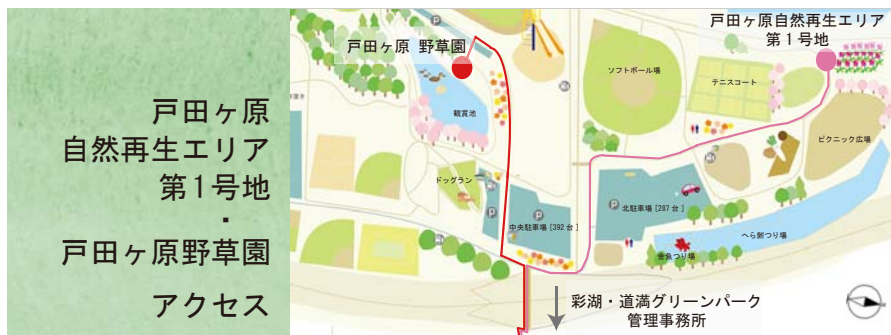 戸田ヶ原
自然再生エリア
第1号地
・
戸田ヶ原野草園
アクセス
戸田ヶ原 野草園
戸田ヶ原自然再生エリア
第1号地
P
ソフトボール場
テニスコート
観賞池
ピクニック広場
ドッグラン
P
P
中央駐車場 [392台]
P
北駐車場 [287台]
へら鮒つり場
金魚つり場
彩湖・道満グリーンパーク
管理事務所